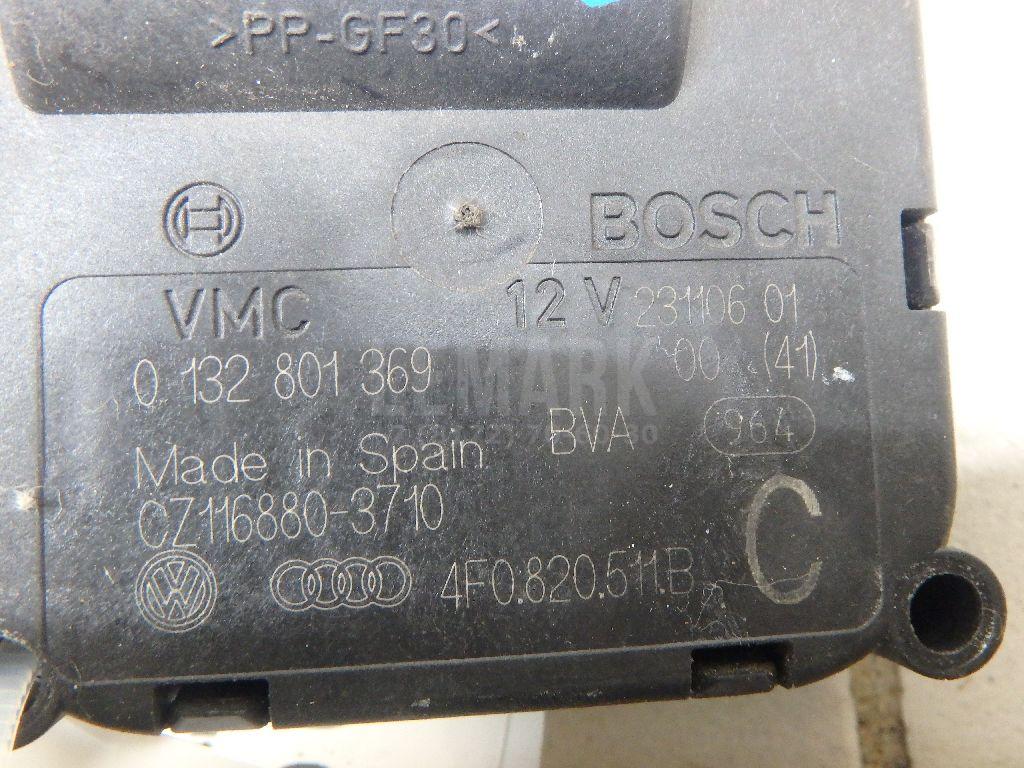 >PP-GF30<
BOSCH
VMC 12 V 231106 01
0 132 801 369 00 (41)
BVA 964
Made in Spain
CZ116880-3710
C
4F0.820.511.B